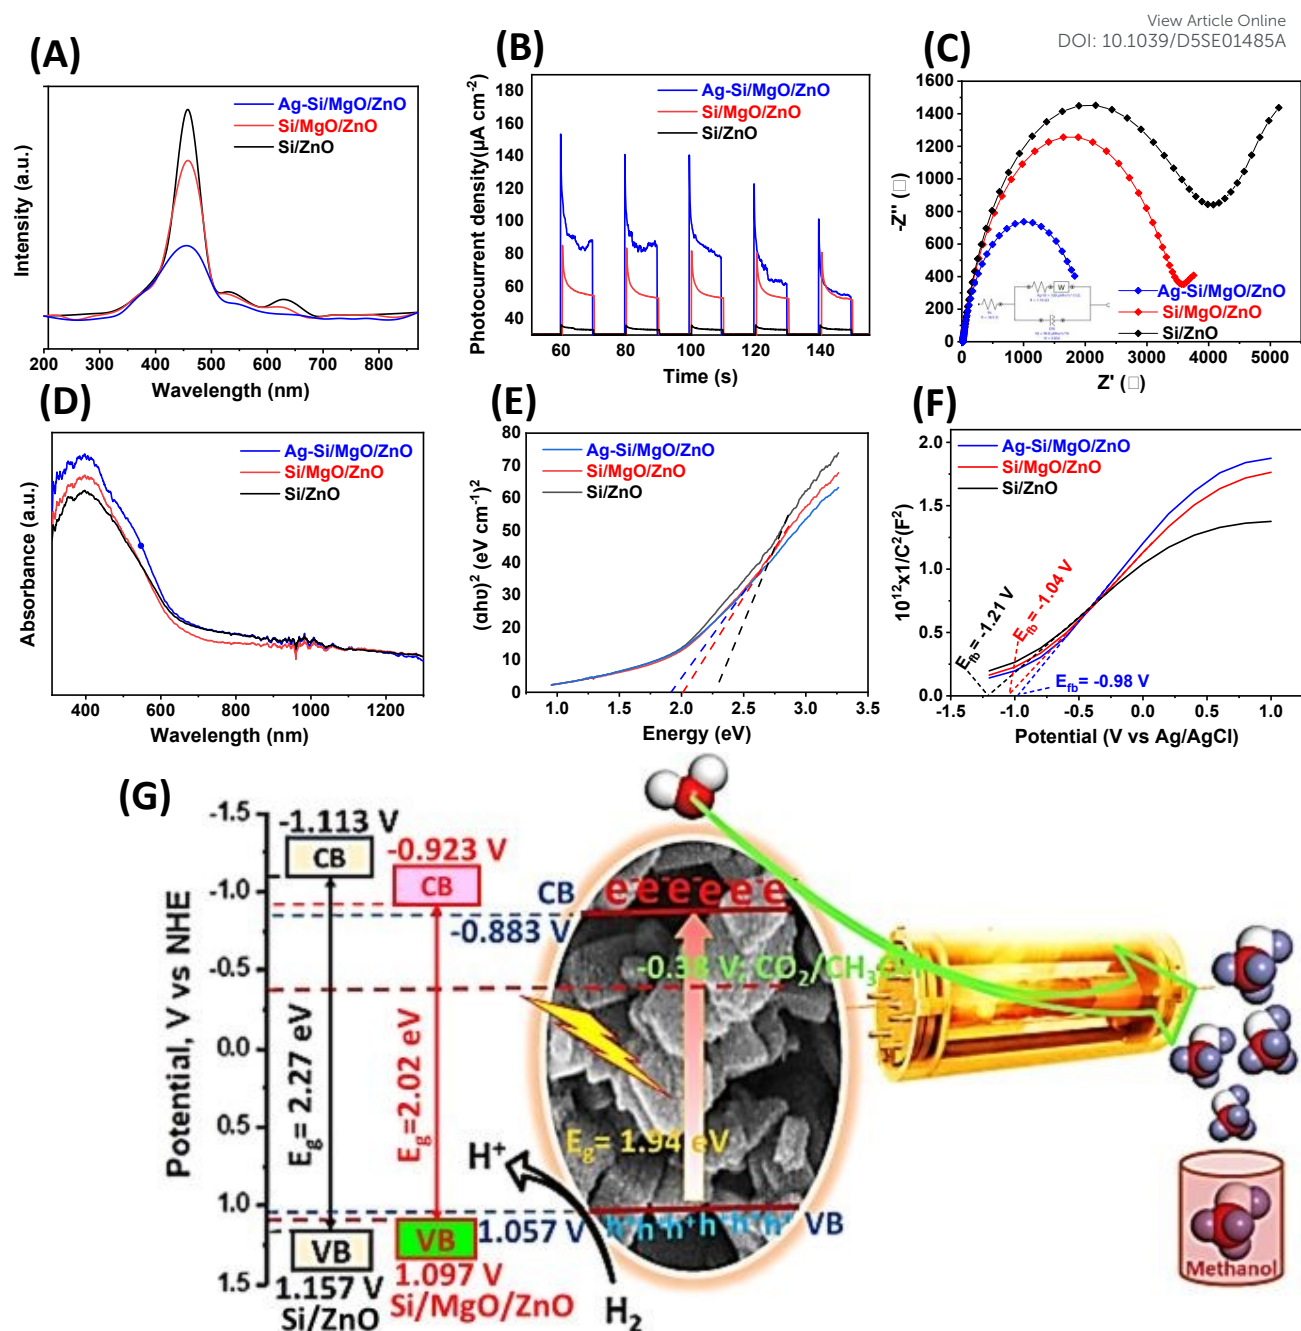 View Article Online
DOI: 10.1039/D5SE01485A
(A)
Intensity (a.u.)
Ag-Si/MgO/ZnO
Si/MgO/ZnO
Si/ZnO
200 300 400 500 600 700 800
Wavelength (nm)
(B)
Photocurrent density(µA cm⁻²)
180
160
140
120
100
80
60
40
Ag-Si/MgO/ZnO
Si/MgO/ZnO
Si/ZnO
60 80 100 120 140
Time (s)
(C)
-Z'' (□)
1600
1400
1200
1000
800
600
400
200
0
W
Ag-Si/MgO/ZnO
Si/MgO/ZnO
Si/ZnO
0 1000 2000 3000 4000 5000
Z' (□)
(D)
Absorbance (a.u.)
Ag-Si/MgO/ZnO
Si/MgO/ZnO
Si/ZnO
400 600 800 1000 1200
Wavelength (nm)
(E)
(αhυ)² (eV cm⁻¹)²
80
70
60
50
40
30
20
10
0
Ag-Si/MgO/ZnO
Si/MgO/ZnO
Si/ZnO
1.0 1.5 2.0 2.5 3.0 3.5
Energy (eV)
(F)
10¹²x1/C²(F²)
2.0
1.5
1.0
0.5
0.0
Ag-Si/MgO/ZnO
Si/MgO/ZnO
Si/ZnO
E_fb = -1.21 V
E_fb = -1.04 V
E_fb = -0.98 V
-1.5 -1.0 -0.5 0.0 0.5 1.0
Potential (V vs Ag/AgCl)
(G)
Potential, V vs NHE
-1.5
-1.0
-0.5
0.0
0.5
1.0
1.5
-1.113 V
CB
E_g= 2.27 eV
VB
1.157 V
Si/ZnO
-0.923 V
CB
E_g=2.02 eV
VB
1.097 V
Si/MgO/ZnO
CB
e⁻e⁻e⁻e⁻e⁻e
-0.883 V
-0.38 V; CO₂/CH₃
E_g= 1.94 eV
H⁺
1.057 V
h⁺h⁺h⁺h⁺h⁺h⁺h⁺
VB
H₂
Methanol